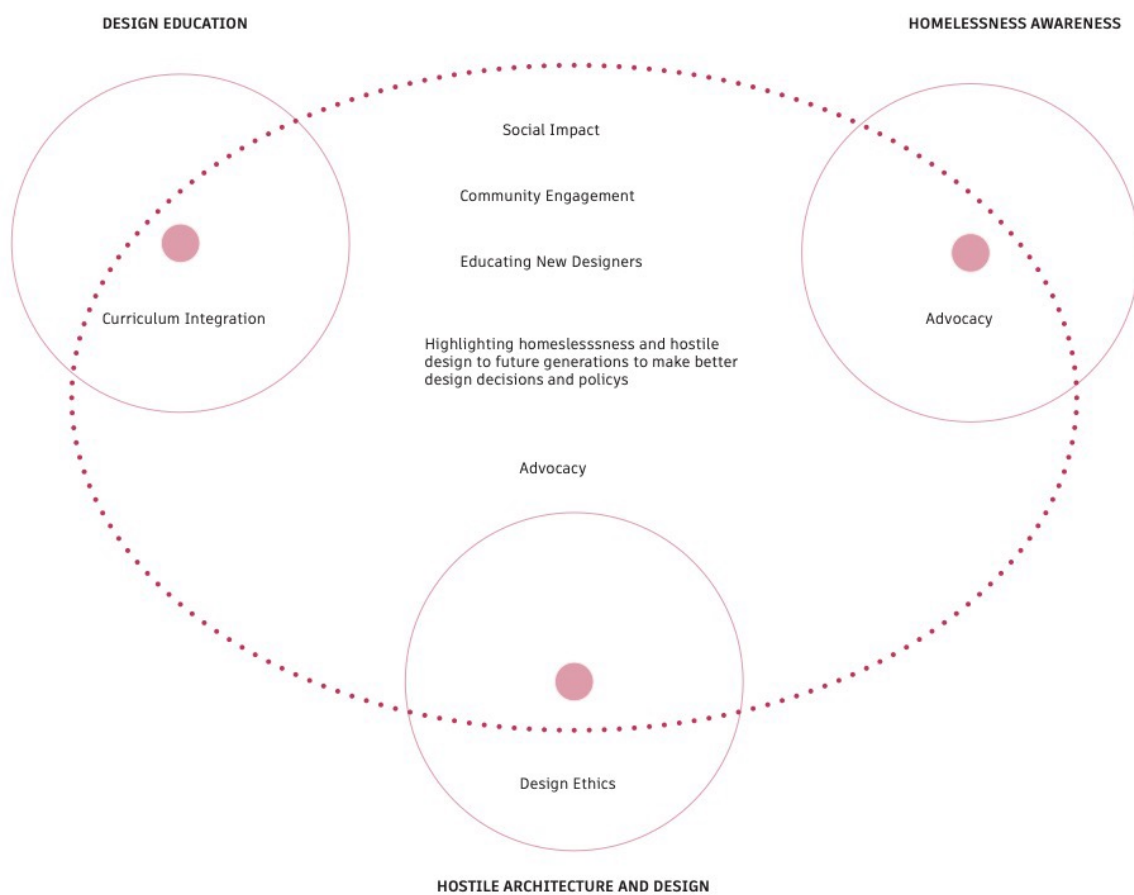 DESIGN EDUCATION
HOMELESSNESS AWARENESS
Social Impact
Community Engagement
Educating New Designers
Curriculum Integration
Advocacy
Highlighting homeslesssness and hostile
design to future generations to make better
design decisions and policys
Advocacy
Design Ethics
HOSTILE ARCHITECTURE AND DESIGN